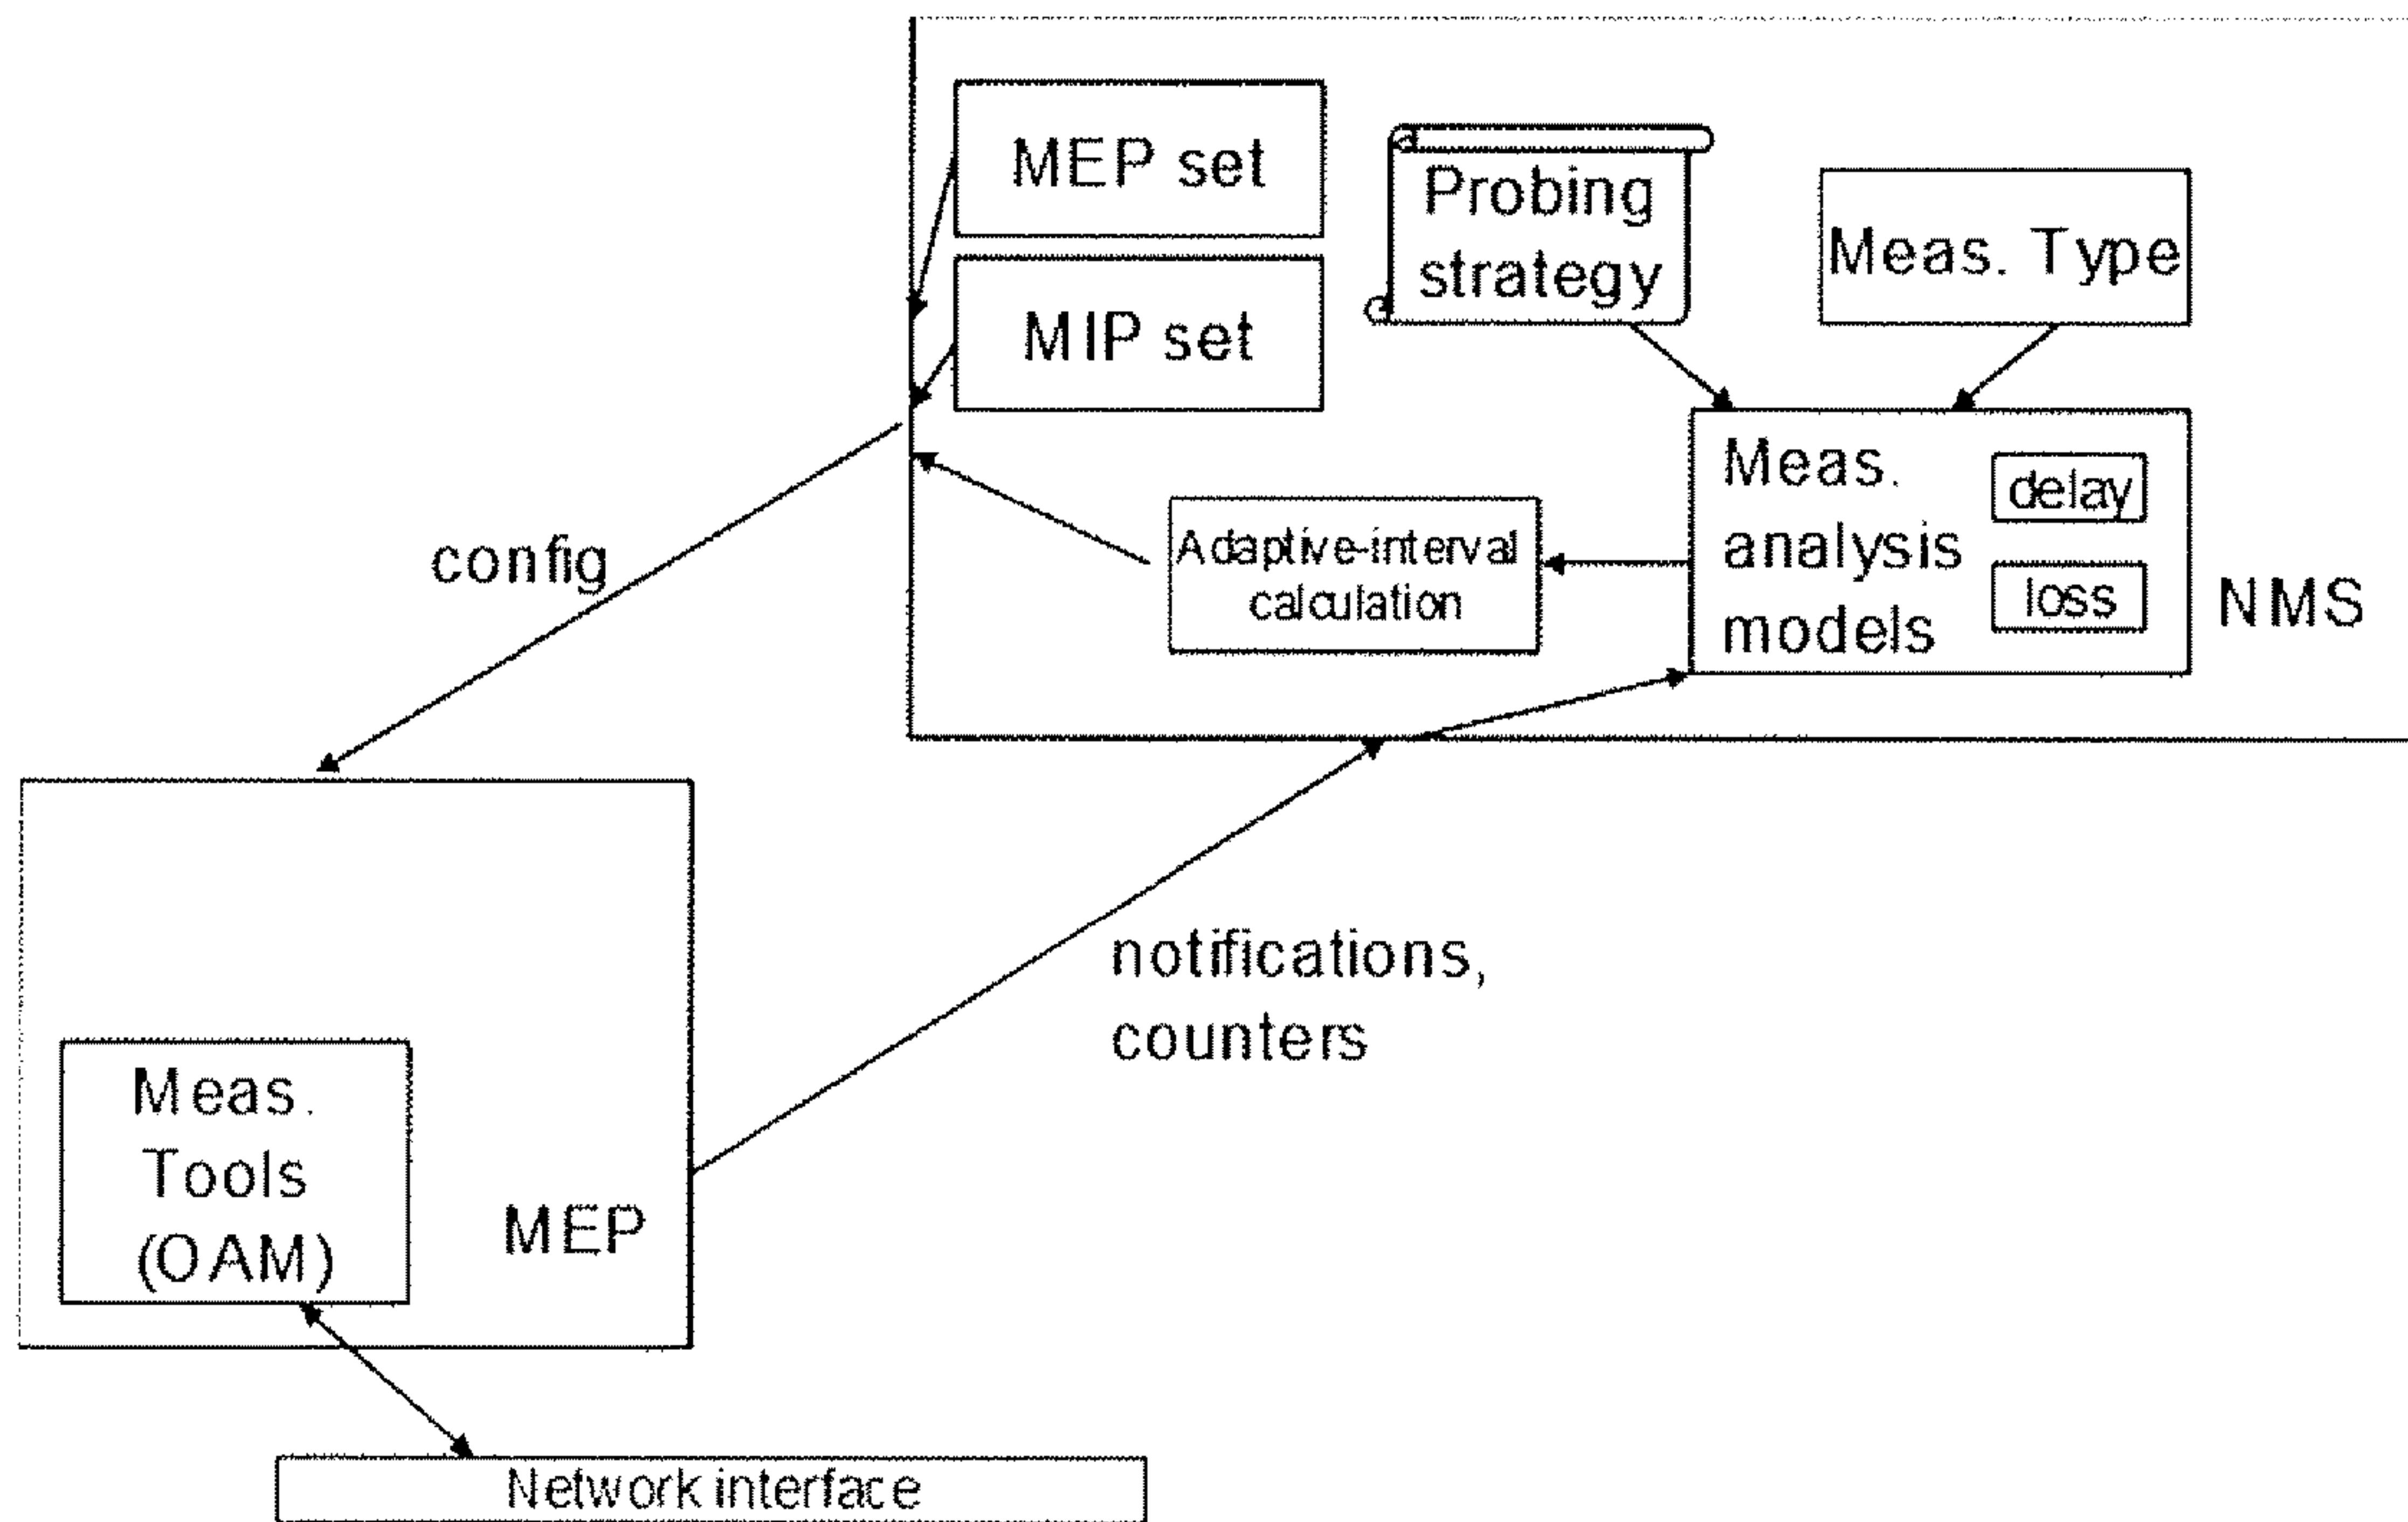 MEP set
MIP set
Probing
strategy
Meas. Type
Meas.
analysis
models
delay
loss
NMS
Adaptive-interval
calculation
config
notifications,
counters
Meas.
Tools
(OAM)
MEP
Network interface